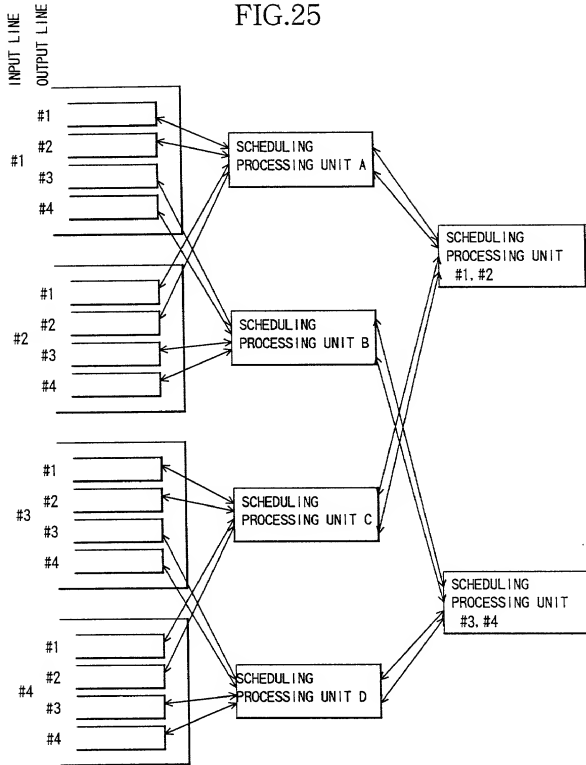 FIG.25
INPUT LINE
OUTPUT LINE
#1
#1
#2
#3
#4
SCHEDULING
PROCESSING UNIT A
SCHEDULING
PROCESSING UNIT
#1, #2
#2
#1
#2
#3
#4
SCHEDULING
PROCESSING UNIT B
#3
#1
#2
#3
#4
SCHEDULING
PROCESSING UNIT C
SCHEDULING
PROCESSING UNIT
#3, #4
#4
#1
#2
#3
#4
SCHEDULING
PROCESSING UNIT D